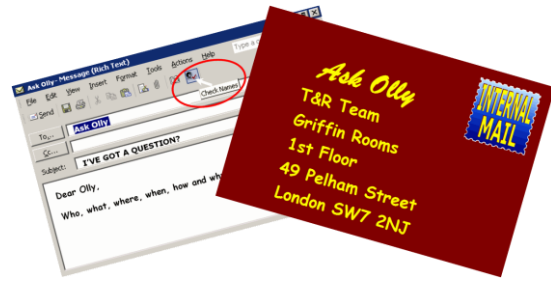 Ask Olly - Message (Rich Text)
File Edit View Insert Format Tools Actions Help
Type a
Send
Check Names
To... Ask Olly
Cc...
Subject: I'VE GOT A QUESTION?
Dear Olly,
Who, what, where, when, how and
Ask Olly
T&R Team
Griffin Rooms
1st Floor
49 Pelham Street
London SW7 2NJ
INTERNAL
MAIL